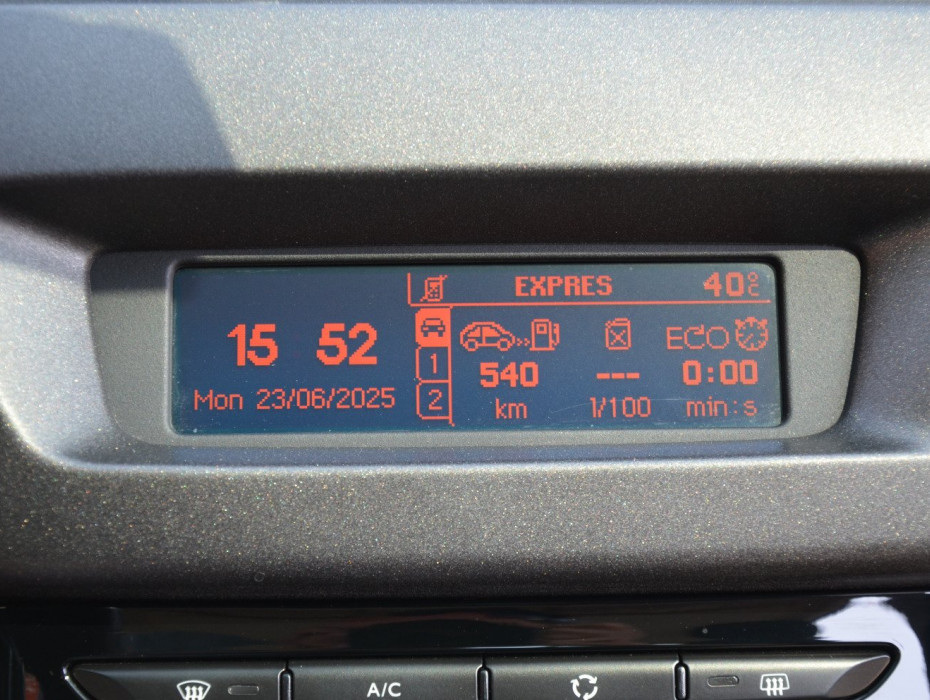 EXPRES 40°C
15 52
Mon 23/06/2025
1
2
ECO
540 --- 0:00
km l/100 min:s
A/C